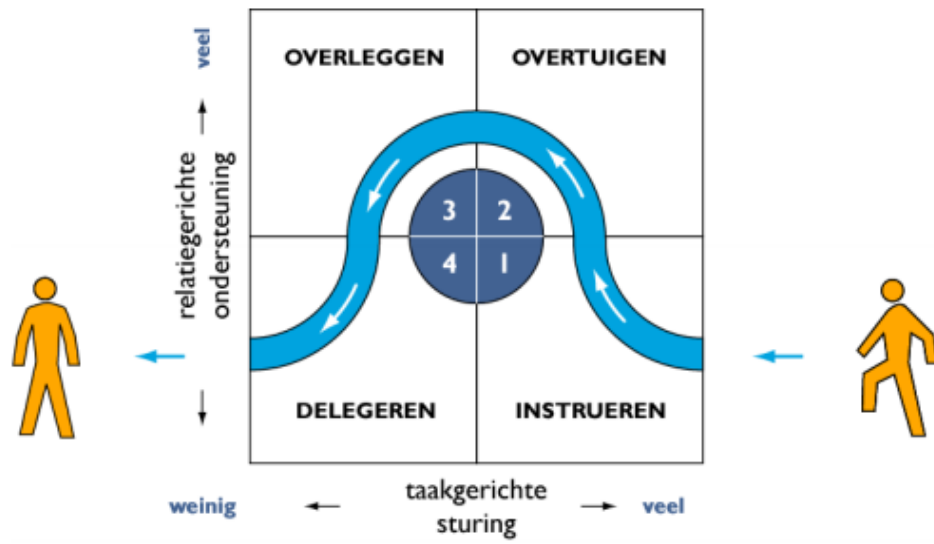 veel
OVERLEGGEN
OVERTUIGEN
relatiegerichte
ondersteuning
3
2
4
1
DELEGEREN
INSTRUEREN
weinig
taakgerichte
sturing
veel